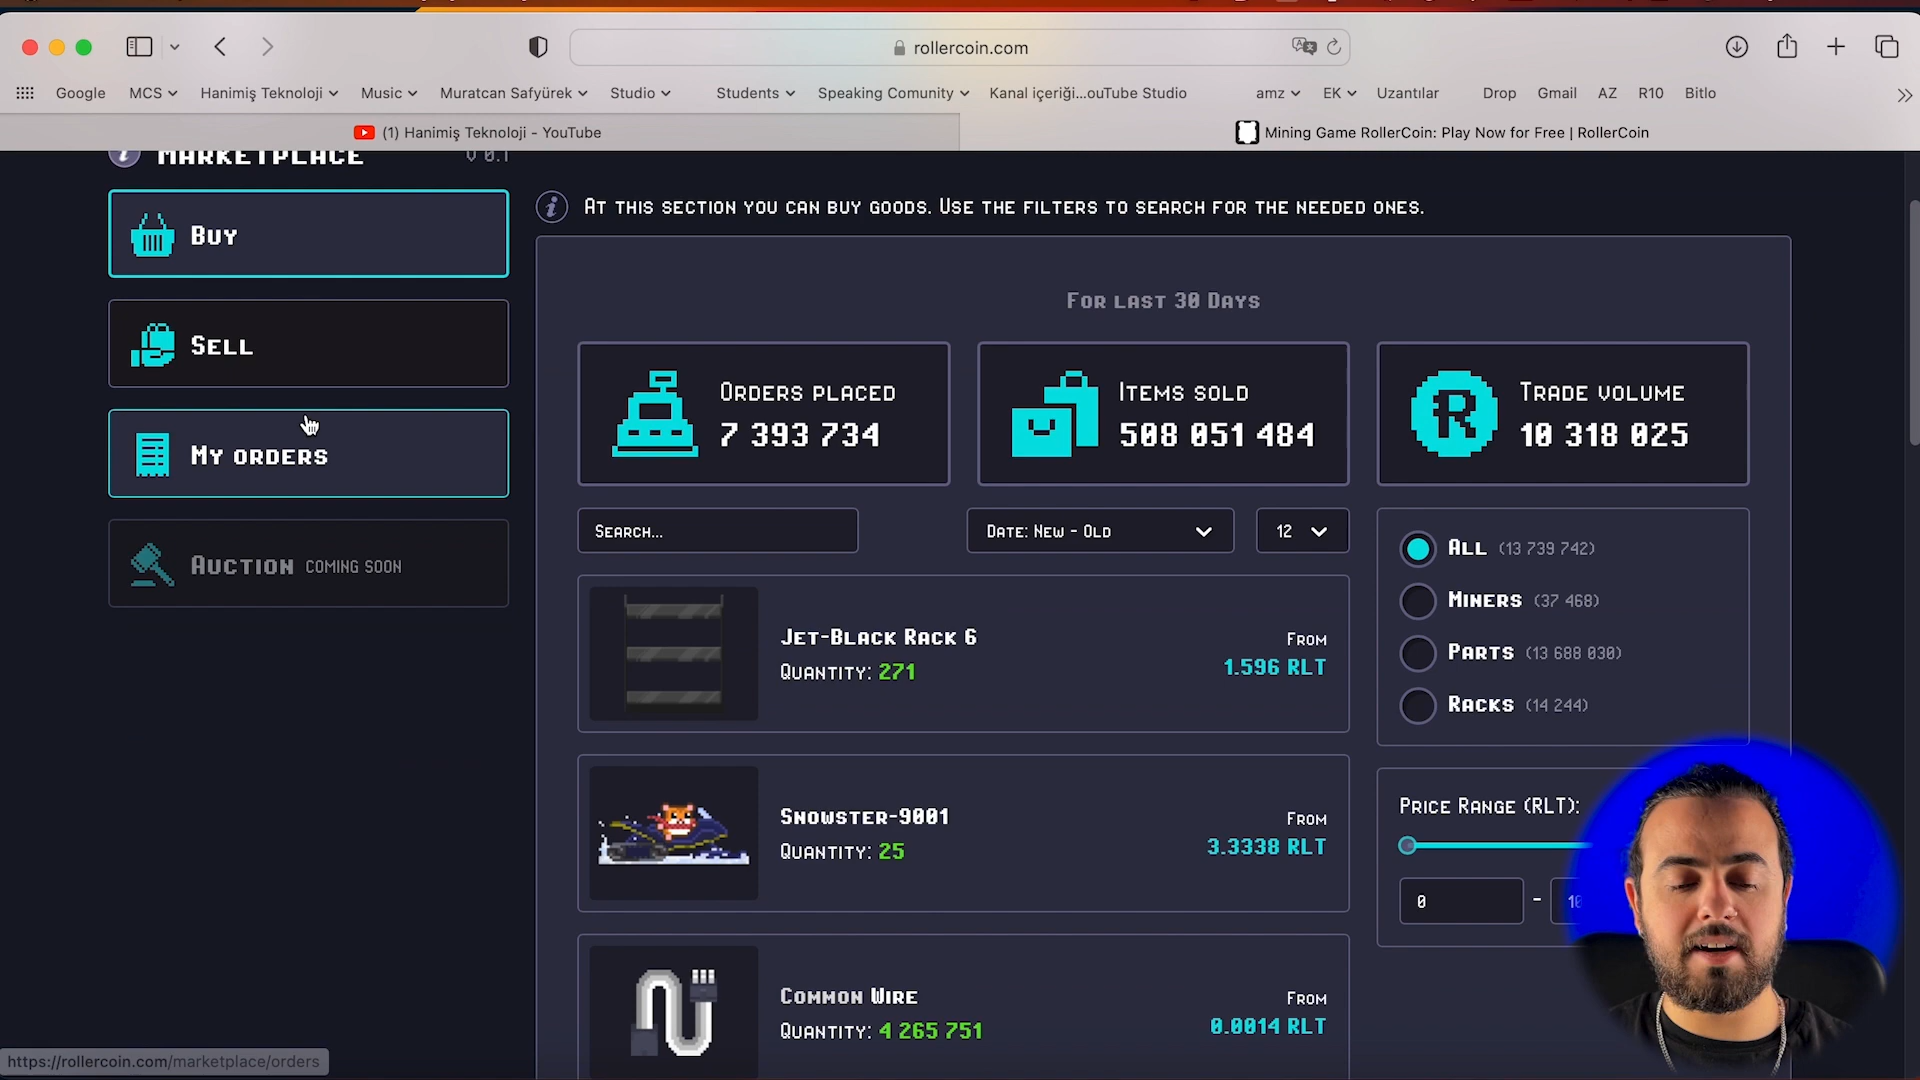 rollercoin.com
Google MCS Hanimiş Teknoloji Music Muratcan Safyürek Studio Students Speaking Comunity Kanal içeriği...ouTube Studio amz EK Uzantılar Drop Gmail AZ R10 Bitlo
(1) Hanimiş Teknoloji - YouTube
Mining Game RollerCoin: Play Now for Free | RollerCoin
Marketplace V 0.1
Buy
Sell
My orders
Auction coming soon
At this section you can buy goods. Use the filters to search for the needed ones.
For last 30 Days
Orders placed
7 393 734
Items sold
508 051 484
Trade volume
10 318 025
Search...
Date: New - Old
12
Jet-Black Rack 6
Quantity: 271
From
1.596 RLT
Snowster-9001
Quantity: 25
From
3.3338 RLT
Common Wire
Quantity: 4 265 751
From
0.0014 RLT
All (13 739 742)
Miners (37 468)
Parts (13 688 030)
Racks (14 244)
Price Range (RLT):
0 -
https://rollercoin.com/marketplace/orders